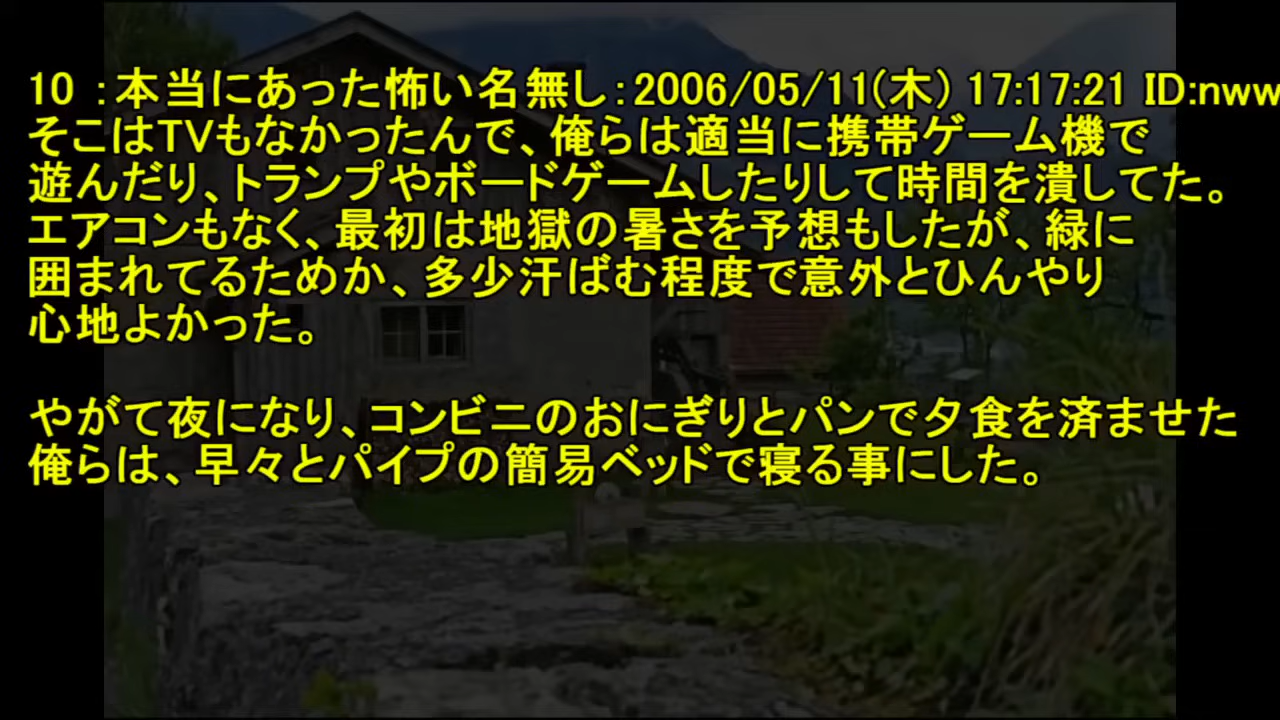 10 ：本当にあった怖い名無し：2006/05/11(木) 17:17:21 ID:nww
そこはTVもなかったんで、俺らは適当に携帯ゲーム機で
遊んだり、トランプやボードゲームしたりして時間を潰してた。
エアコンもなく、最初は地獄の暑さを予想もしたが、緑に
囲まれてるためか、多少汗ばむ程度で意外とひんやり
心地よかった。
やがて夜になり、コンビニのおにぎりとパンで夕食を済ませた
俺らは、早々とパイプの簡易ベッドで寝る事にした。